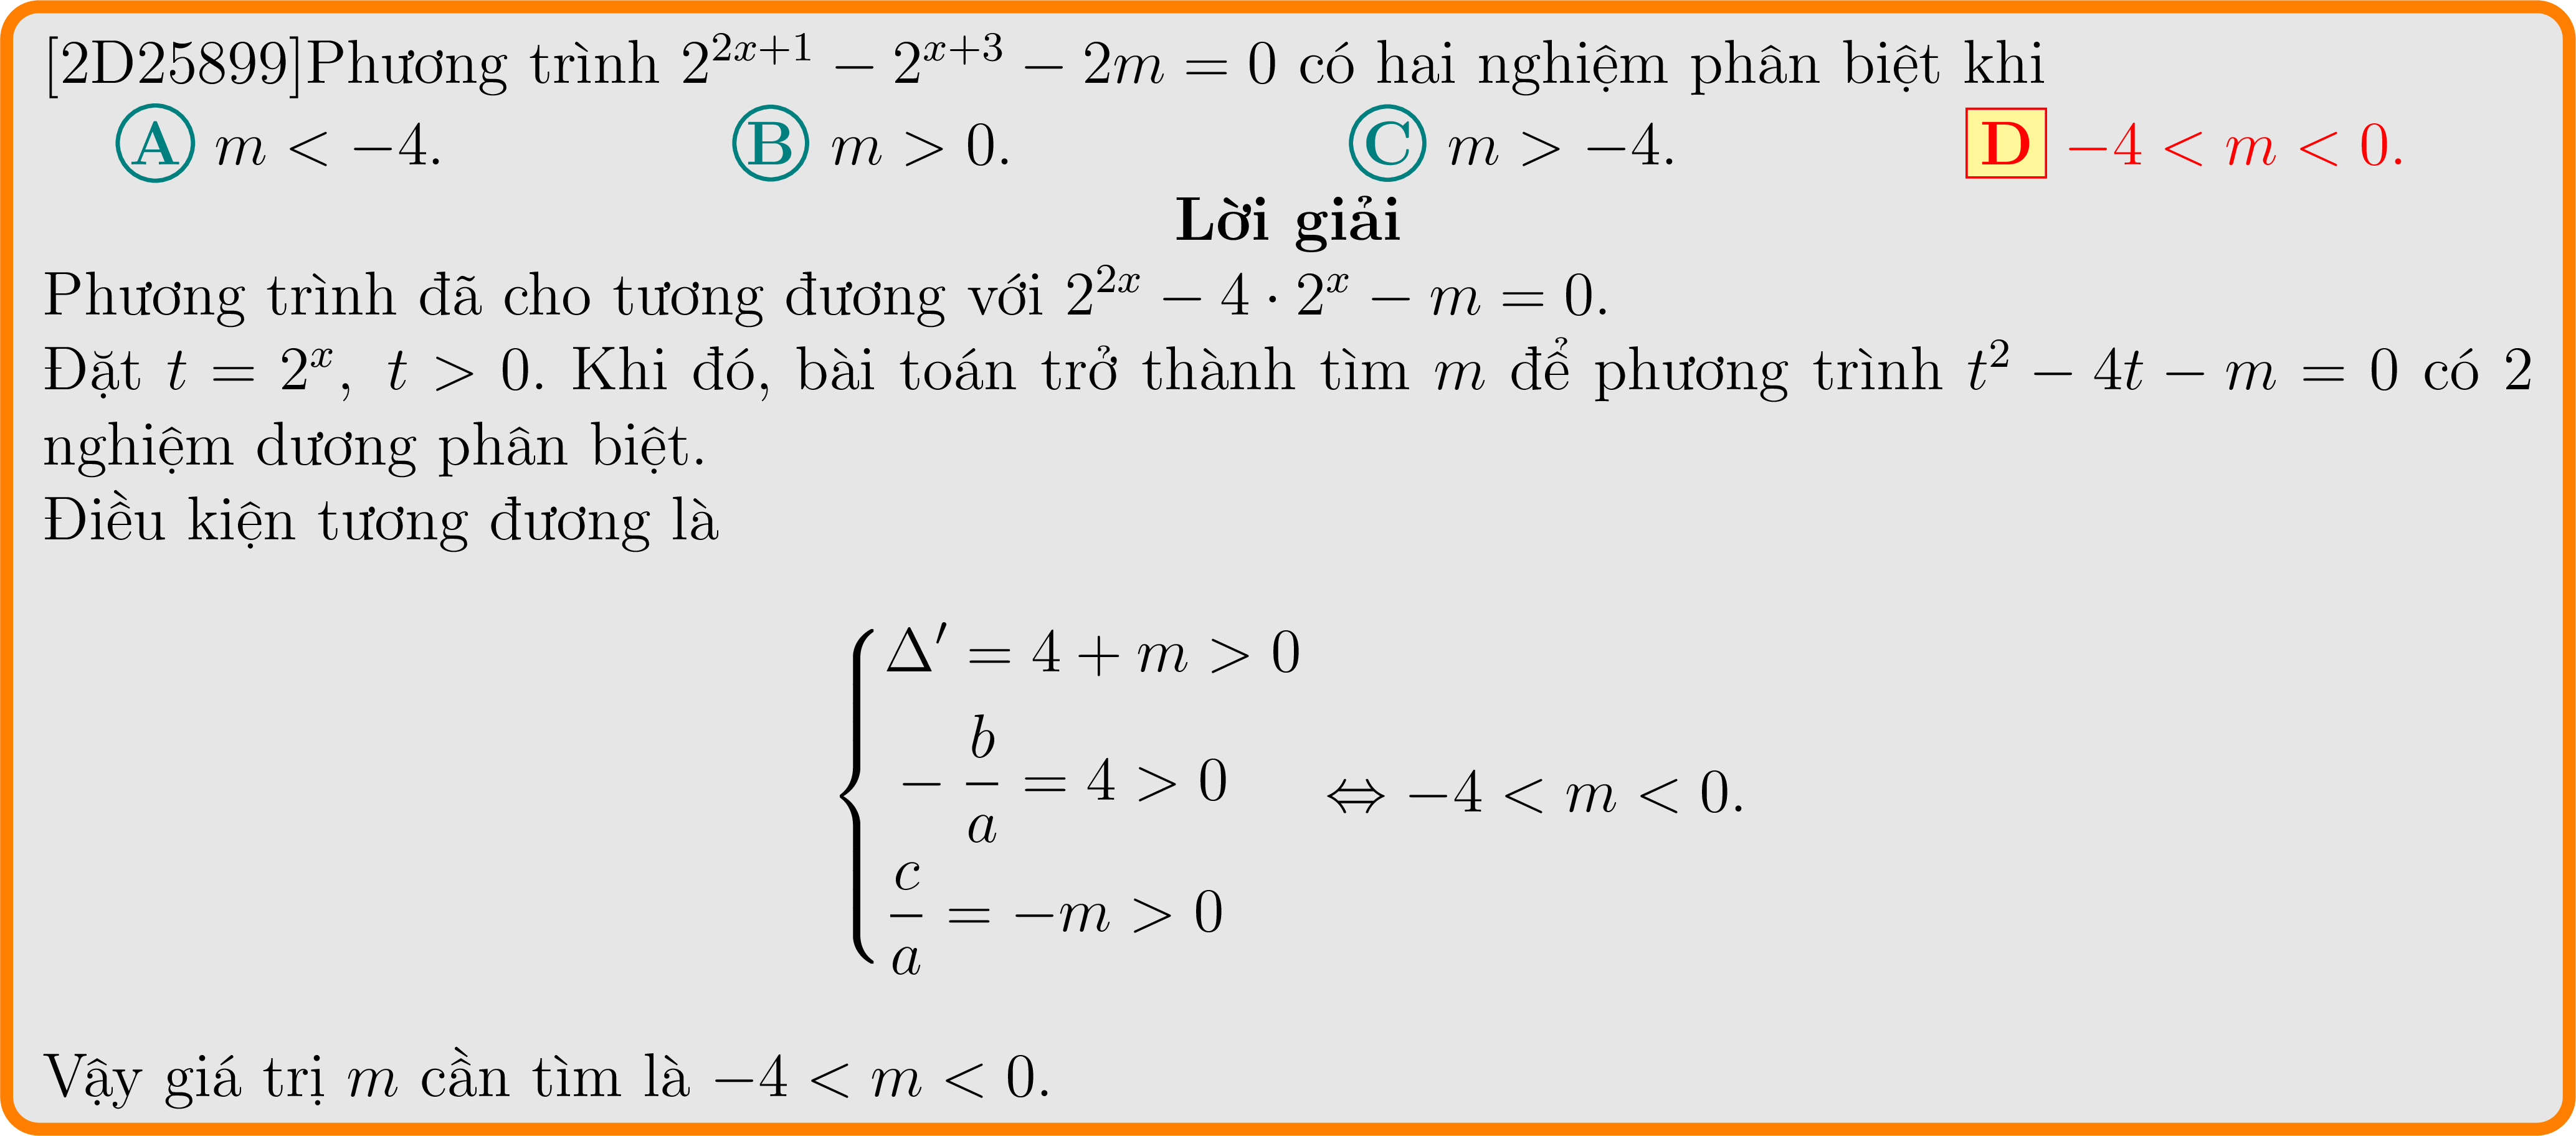 [2D25899]Phương trình $2^{2x+1} - 2^{x+3} - 2m = 0$ có hai nghiệm phân biệt khi
A $m < -4.$ B $m > 0.$ C $m > -4.$ D $-4 < m < 0.$
Lời giải
Phương trình đã cho tương đương với $2^{2x} - 4 \cdot 2^x - m = 0.$
Đặt $t = 2^x,\ t > 0.$ Khi đó, bài toán trở thành tìm $m$ để phương trình $t^2 - 4t - m = 0$ có 2
nghiệm dương phân biệt.
Điều kiện tương đương là
$\begin{cases} \Delta' = 4 + m > 0 \\ -\dfrac{b}{a} = 4 > 0 \\ \dfrac{c}{a} = -m > 0 \end{cases} \Leftrightarrow -4 < m < 0.$
Vậy giá trị $m$ cần tìm là $-4 < m < 0.$